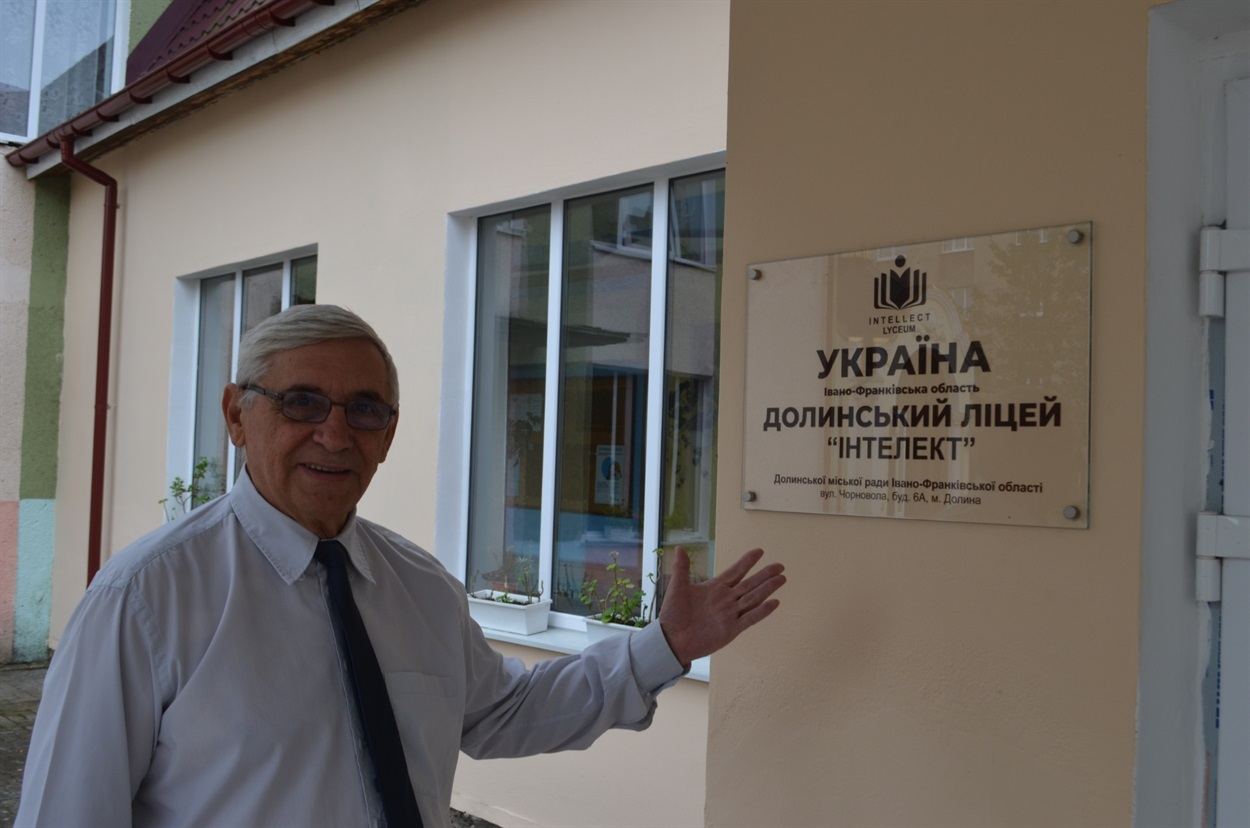 INTELLECT
LYCEUM
УКРАЇНА
Івано-Франківська область
ДОЛИНСЬКИЙ ЛІЦЕЙ
“ІНТЕЛЕКТ”
Долинської міської ради Івано-Франківської області
вул. Чорновола, буд. 6А, м. Долина